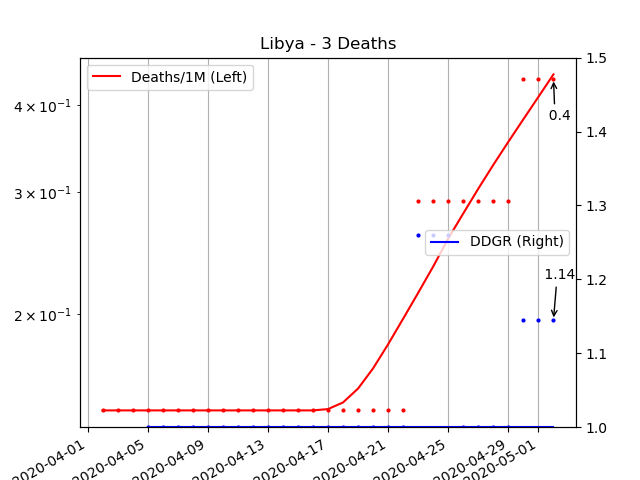 Libya - 3 Deaths
Deaths/1M (Left)
DDGR (Right)
4 × 10⁻¹
3 × 10⁻¹
2 × 10⁻¹
1.5
1.4
1.3
1.2
1.1
1.0
0.4
1.14
2020-04-01
2020-04-05
2020-04-09
2020-04-13
2020-04-17
2020-04-21
2020-04-25
2020-04-29
2020-05-01